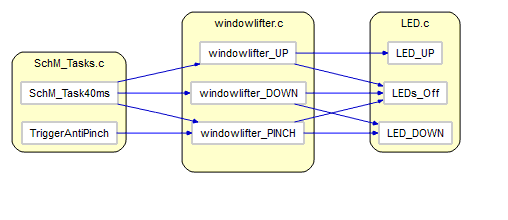 SchM_Tasks.c
SchM_Task40ms
TriggerAntiPinch
windowlifter.c
windowlifter_UP
windowlifter_DOWN
windowlifter_PINCH
LED.c
LED_UP
LEDs_Off
LED_DOWN